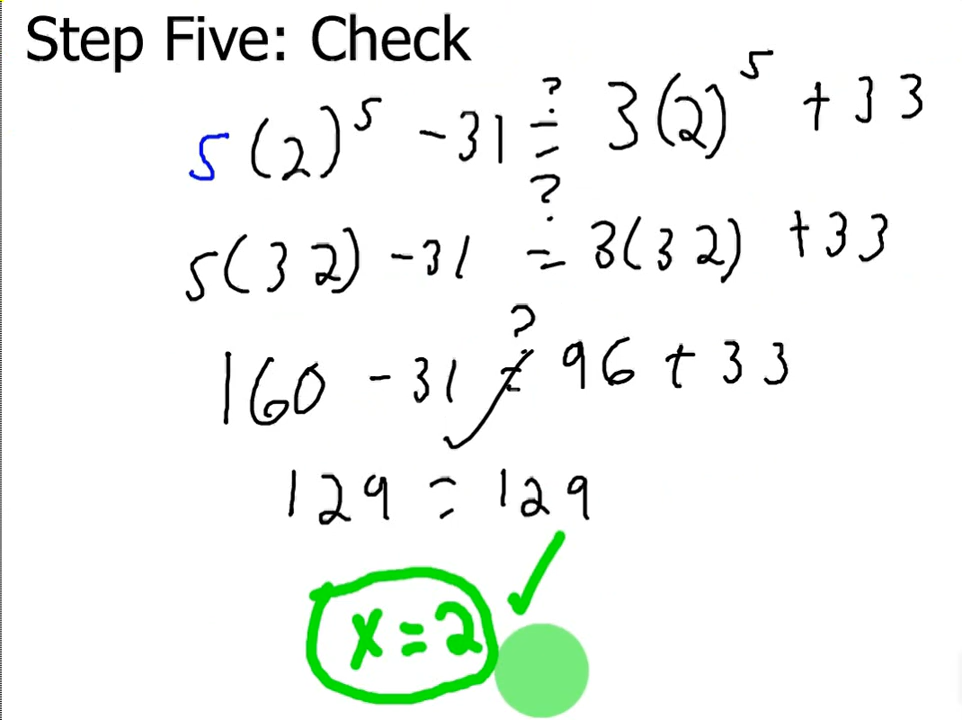 Step Five: Check
5(2)⁵ -31 ≟ 3(2)⁵ +33
5(32) -31 ≟ 3(32) +33
160 -31 ≟ 96 + 33
129 = 129 ✓
x=2